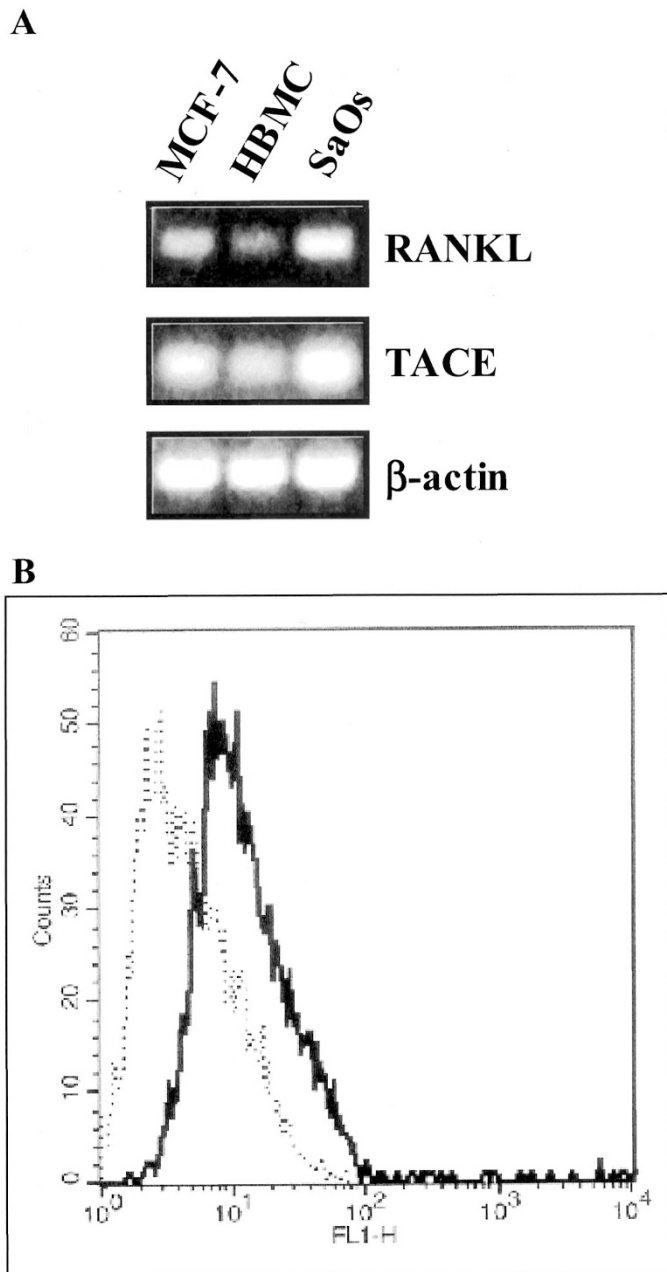 A
MCF-7 HBMC SaOs
RANKL
TACE
β-actin
B
60
50
40
30
20
10
0
Counts
10⁰ 10¹ 10² 10³ 10⁴
FL1-H